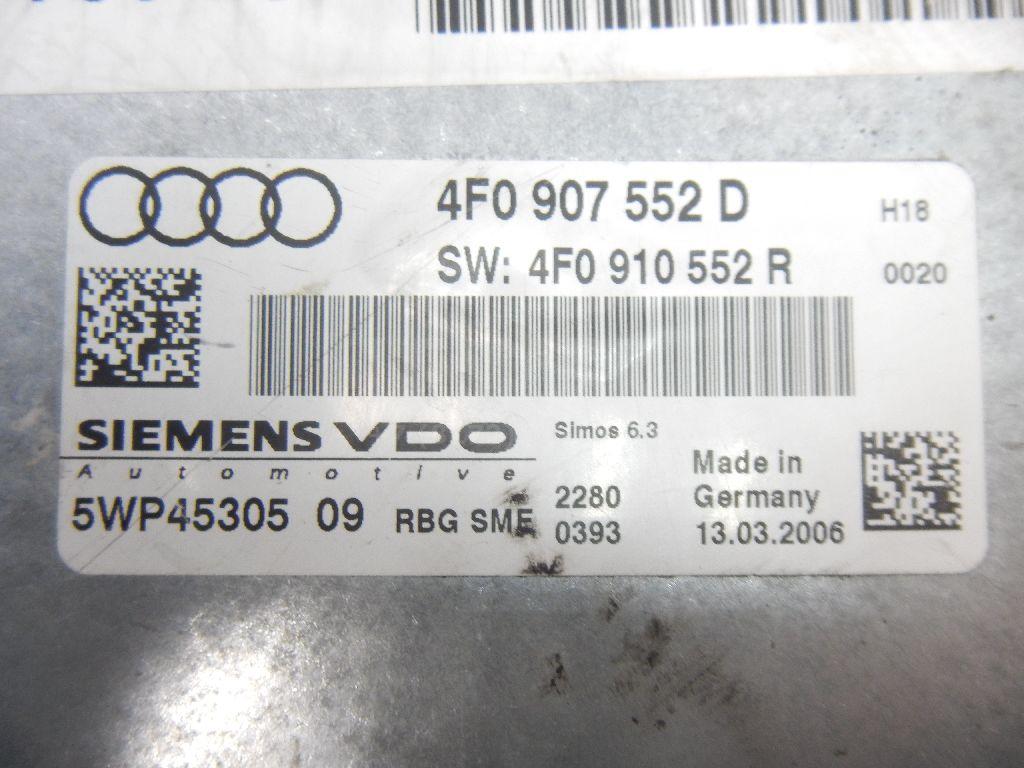 4F0 907 552 D H18
SW: 4F0 910 552 R 0020
SIEMENS VDO Simos 6.3
Automotive
Made in
5WP45305 09 RBG SME 2280 Germany
0393 13.03.2006